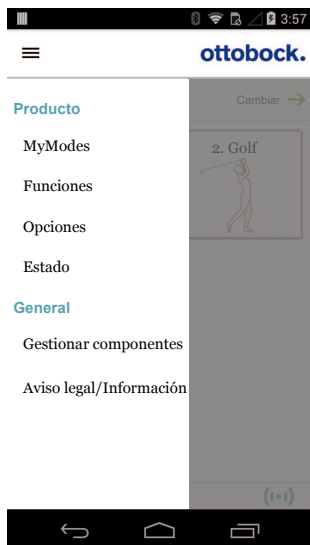 3:57
ottobock.
Cambiar
Producto
MyModes
2. Golf
Funciones
Opciones
Estado
General
Gestionar componentes
Aviso legal/Información